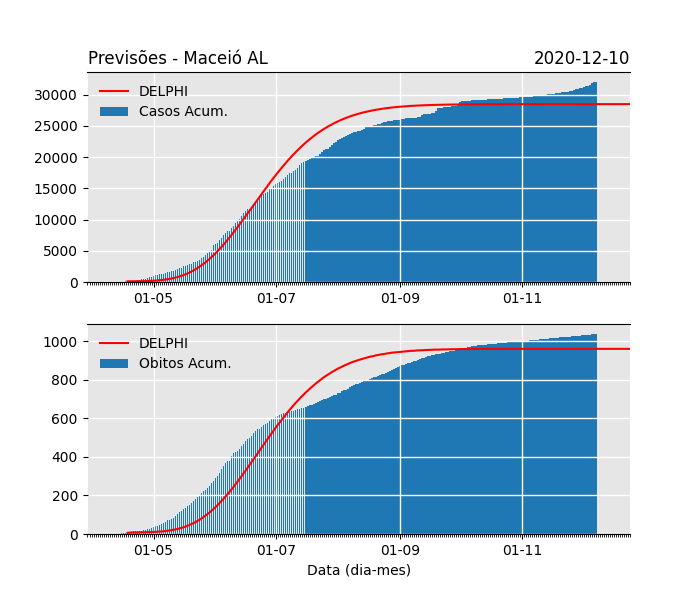 Previsões - Maceió AL 2020-12-10
DELPHI
Casos Acum.
30000
25000
20000
15000
10000
5000
0
01-05 01-07 01-09 01-11
DELPHI
Obitos Acum.
1000
800
600
400
200
0
01-05 01-07 01-09 01-11
Data (dia-mes)